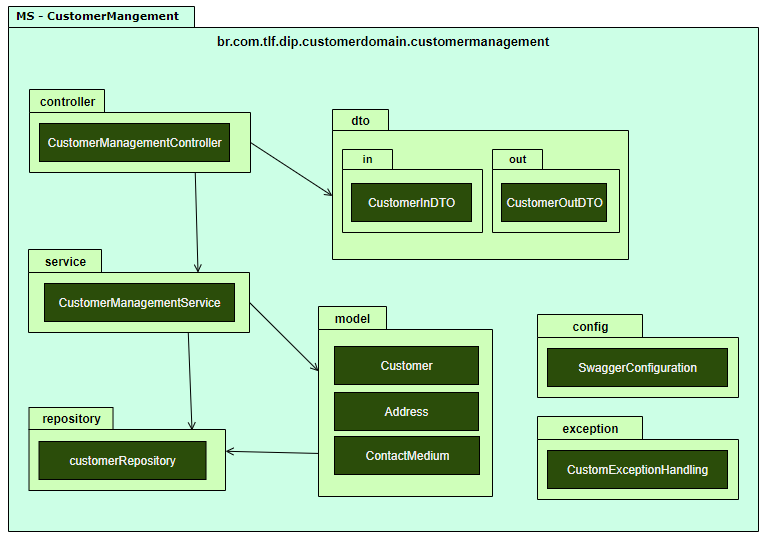 MS - CustomerMangement
br.com.tlf.dip.customerdomain.customermanagement
controller
CustomerManagementController
dto
in
CustomerInDTO
out
CustomerOutDTO
service
CustomerManagementService
model
Customer
Address
ContactMedium
config
SwaggerConfiguration
repository
customerRepository
exception
CustomExceptionHandling